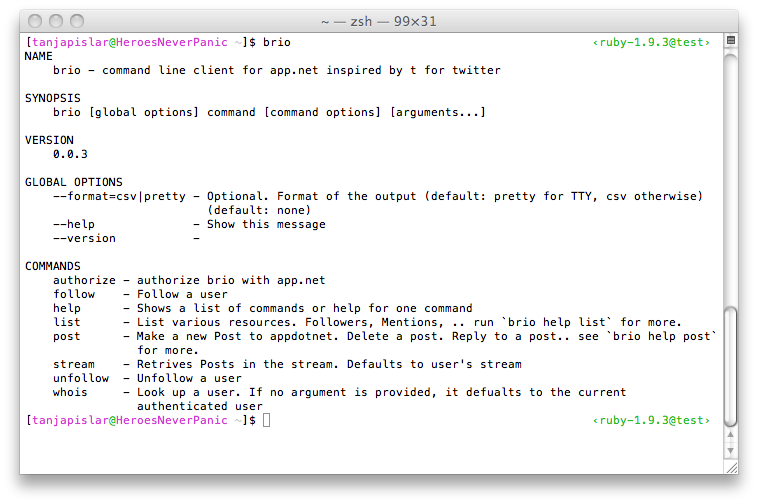 ~ — zsh — 99×31
[tanjapislar@HeroesNeverPanic ~]$ brio ‹ruby-1.9.3@test›
NAME
brio - command line client for app.net inspired by t for twitter
SYNOPSIS
brio [global options] command [command options] [arguments...]
VERSION
0.0.3
GLOBAL OPTIONS
--format=csv|pretty - Optional. Format of the output (default: pretty for TTY, csv otherwise)
(default: none)
--help - Show this message
--version -
COMMANDS
authorize - authorize brio with app.net
follow - Follow a user
help - Shows a list of commands or help for one command
list - List various resources. Followers, Mentions, .. run `brio help list` for more.
post - Make a new Post to appdotnet. Delete a post. Reply to a post.. see `brio help post`
for more.
stream - Retrives Posts in the stream. Defaults to user's stream
unfollow - Unfollow a user
whois - Look up a user. If no argument is provided, it defualts to the current
authenticated user
[tanjapislar@HeroesNeverPanic ~]$ ‹ruby-1.9.3@test›